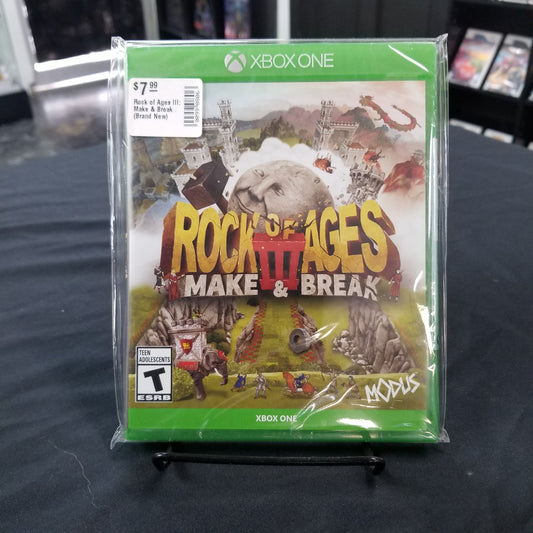 XBOX ONE
$7.99
Rock of Ages III:
Make & Break
(Brand New)
ROCK OF AGES
III
MAKE & BREAK
TEEN
ADOLESCENTS
T
ESRB
MODUS
XBOX ONE